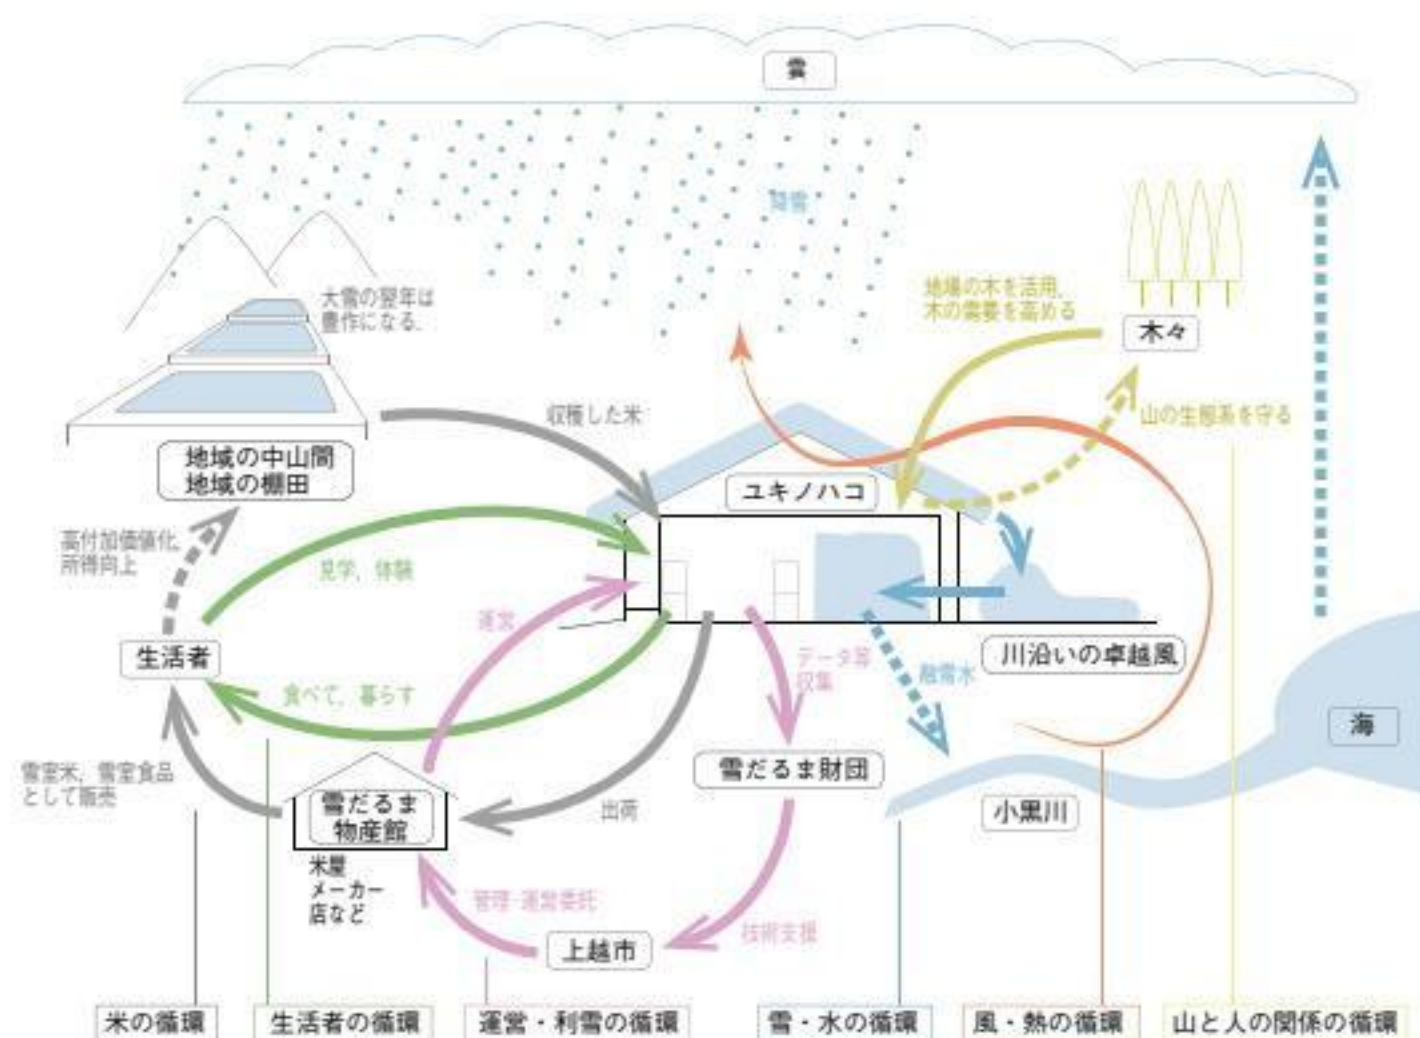 雲
降雪
大雪の翌年は
豊作になる.
地場の木を活用,
木の需要を高める
木々
収穫した米
山の生態系を守る
地域の中山間
地域の棚田
ユキノハコ
高付加価値化,
所得向上
見学, 体験
運営
生活者
川沿いの卓越風
データ等
収集
融雪水
食べて, 暮らす
海
雪室米, 雪室食品
として販売
雪だるま財団
雪だるま
物産館
出荷
小黒川
米屋
メーカー
店など
管理・運営委託
技術支援
上越市
米の循環
生活者の循環
運営・利雪の循環
雪・水の循環
風・熱の循環
山と人の関係の循環